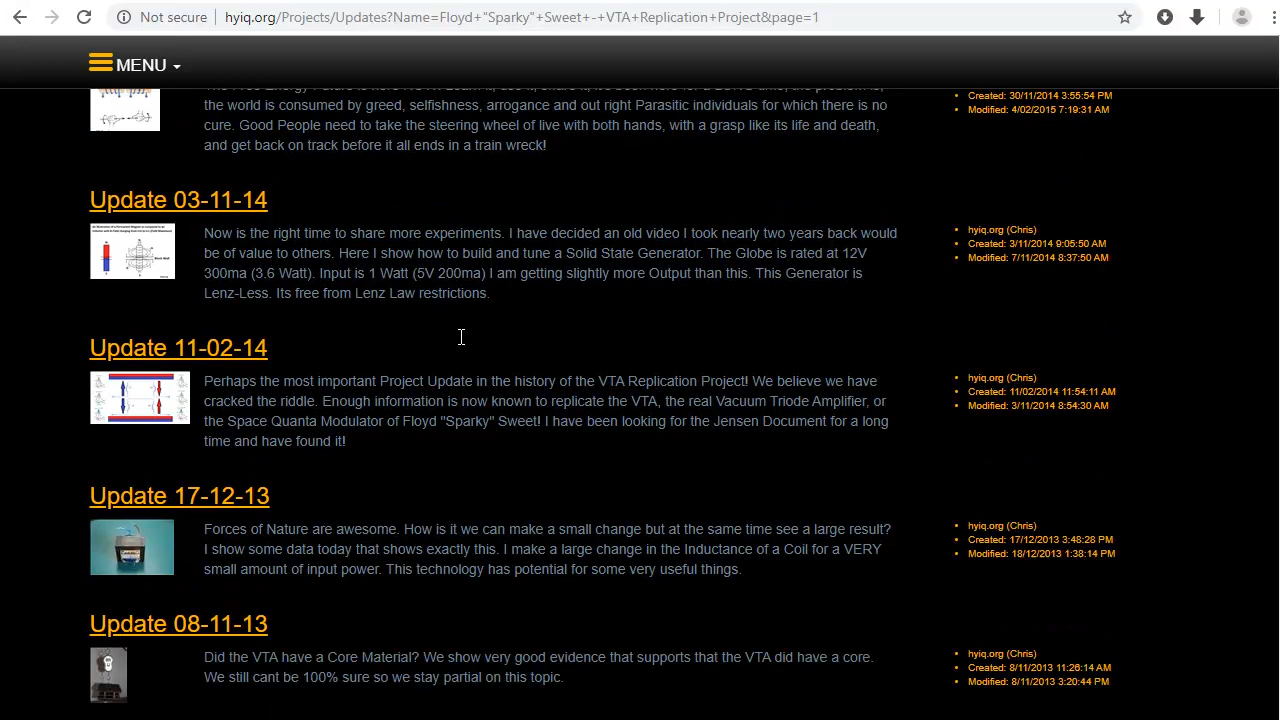 Not secure hyiq.org/Projects/Updates?Name=Floyd+"Sparky"+Sweet+-+VTA+Replication+Project&page=1
MENU
the world is consumed by greed, selfishness, arrogance and out right Parasitic individuals for which there is no
cure. Good People need to take the steering wheel of live with both hands, with a grasp like its life and death,
and get back on track before it all ends in a train wreck!
Created: 30/11/2014 3:55:54 PM
Modified: 4/02/2015 7:19:31 AM
Update 03-11-14
Now is the right time to share more experiments. I have decided an old video I took nearly two years back would
be of value to others. Here I show how to build and tune a Solid State Generator. The Globe is rated at 12V
300ma (3.6 Watt). Input is 1 Watt (5V 200ma) I am getting slightly more Output than this. This Generator is
Lenz-Less. Its free from Lenz Law restrictions.
hyiq.org (Chris)
Created: 3/11/2014 9:05:50 AM
Modified: 7/11/2014 8:37:50 AM
Update 11-02-14
Perhaps the most important Project Update in the history of the VTA Replication Project! We believe we have
cracked the riddle. Enough information is now known to replicate the VTA, the real Vacuum Triode Amplifier, or
the Space Quanta Modulator of Floyd "Sparky" Sweet! I have been looking for the Jensen Document for a long
time and have found it!
hyiq.org (Chris)
Created: 11/02/2014 11:54:11 AM
Modified: 3/11/2014 8:54:30 AM
Update 17-12-13
Forces of Nature are awesome. How is it we can make a small change but at the same time see a large result?
I show some data today that shows exactly this. I make a large change in the Inductance of a Coil for a VERY
small amount of input power. This technology has potential for some very useful things.
hyiq.org (Chris)
Created: 17/12/2013 3:48:28 PM
Modified: 18/12/2013 1:38:14 PM
Update 08-11-13
Did the VTA have a Core Material? We show very good evidence that supports that the VTA did have a core.
We still cant be 100% sure so we stay partial on this topic.
hyiq.org (Chris)
Created: 8/11/2013 11:26:14 AM
Modified: 8/11/2013 3:20:44 PM